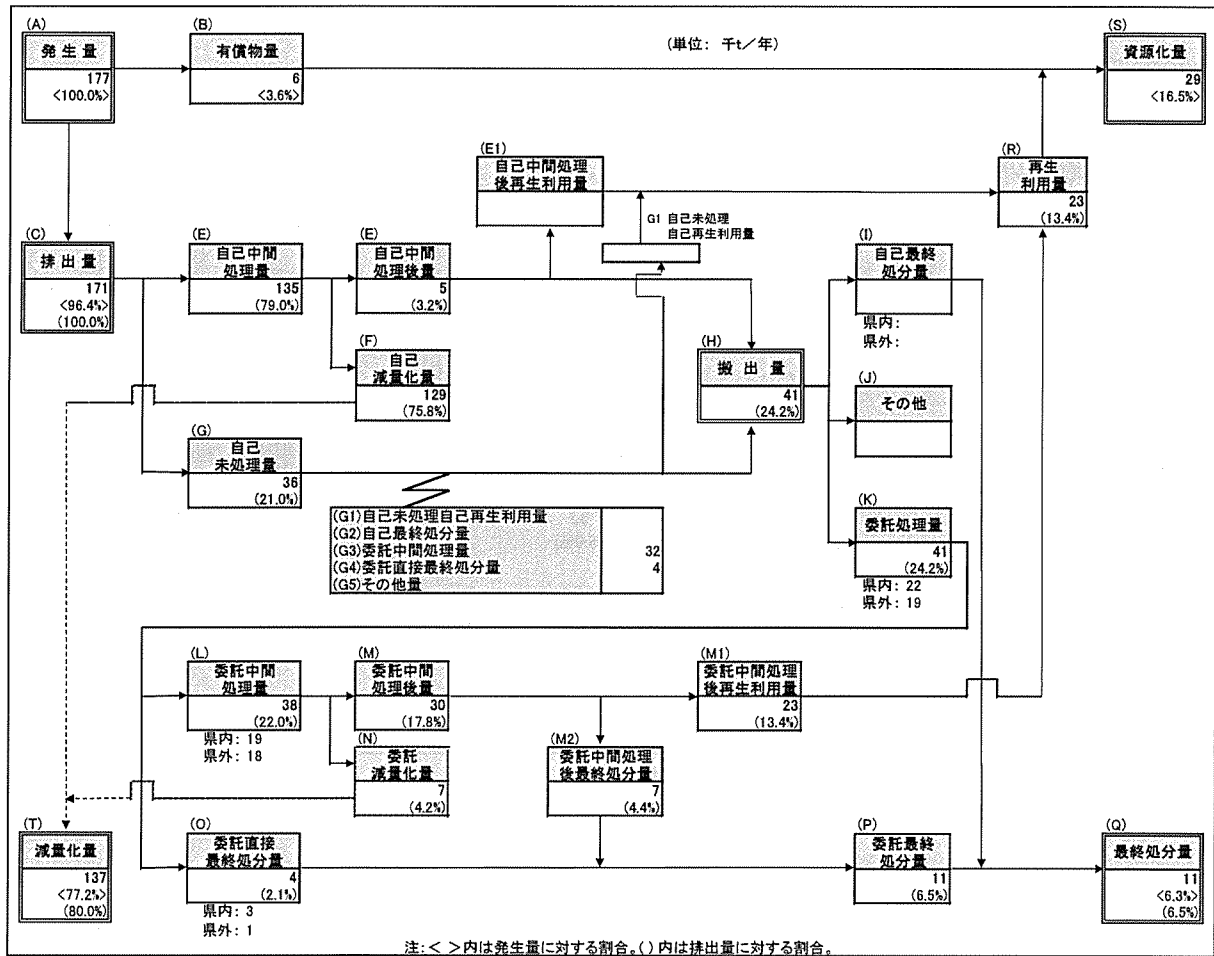 (A)
発生量
177
<100.0%>
(B)
有償物量
6
<3.6%>
(単位: 千t/年)
(S)
資源化量
29
<16.5%>
(E1)
自己中間処理
後再生利用量
(R)
再生
利用量
23
(13.4%)
G1 自己未処理
自己再生利用量
(C)
排出量
171
<96.4%>
(100.0%)
(E)
自己中間
処理量
135
(79.0%)
(E)
自己中間
処理後量
5
(3.2%)
(F)
自己
減量化量
129
(75.8%)
(G)
自己
未処理量
36
(21.0%)
(H)
搬出量
41
(24.2%)
(I)
自己最終
処分量
県内:
県外:
(J)
その他
(K)
委託処理量
41
(24.2%)
県内: 22
県外: 19
(G1)自己未処理自己再生利用量
(G2)自己最終処分量
(G3)委託中間処理量 32
(G4)委託直接最終処分量 4
(G5)その他量
(L)
委託中間
処理量
38
(22.0%)
県内: 19
県外: 18
(M)
委託中間
処理後量
30
(17.8%)
(N)
委託
減量化量
7
(4.2%)
(M1)
委託中間処理
後再生利用量
23
(13.4%)
(M2)
委託中間処理
後最終処分量
7
(4.4%)
(T)
減量化量
137
<77.2%>
(80.0%)
(O)
委託直接
最終処分量
4
(2.1%)
県内: 3
県外: 1
(P)
委託最終
処分量
11
(6.5%)
(Q)
最終処分量
11
<6.3%>
(6.5%)
注:< >内は発生量に対する割合。( )内は排出量に対する割合。